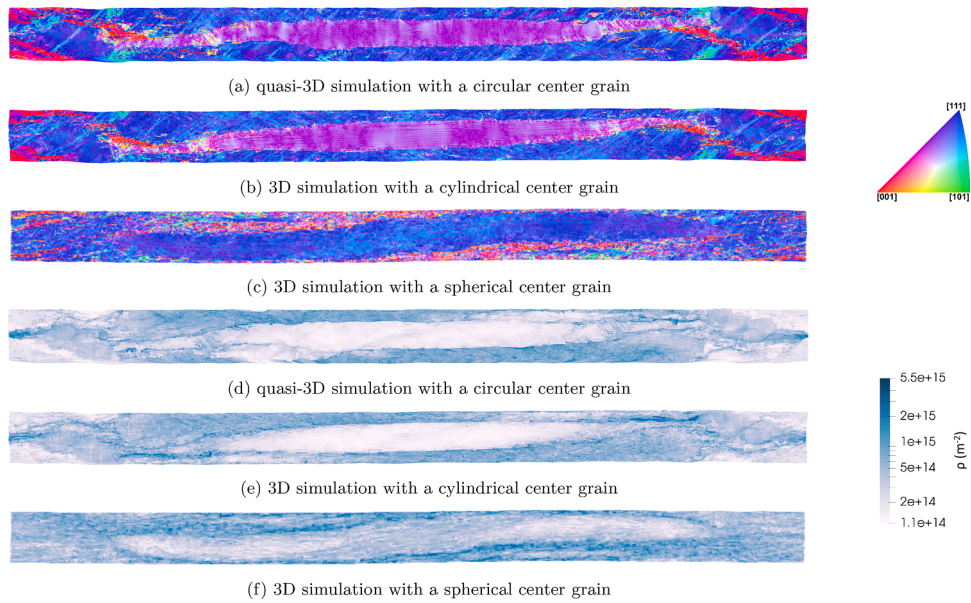 (a) quasi-3D simulation with a circular center grain
[111]
(b) 3D simulation with a cylindrical center grain
[001]
[101]
(c) 3D simulation with a spherical center grain
(d) quasi-3D simulation with a circular center grain
5.5e+15
2e+15
1e+15
5e+14
2e+14
1.1e+14
ρ (m⁻²)
(e) 3D simulation with a cylindrical center grain
(f) 3D simulation with a spherical center grain